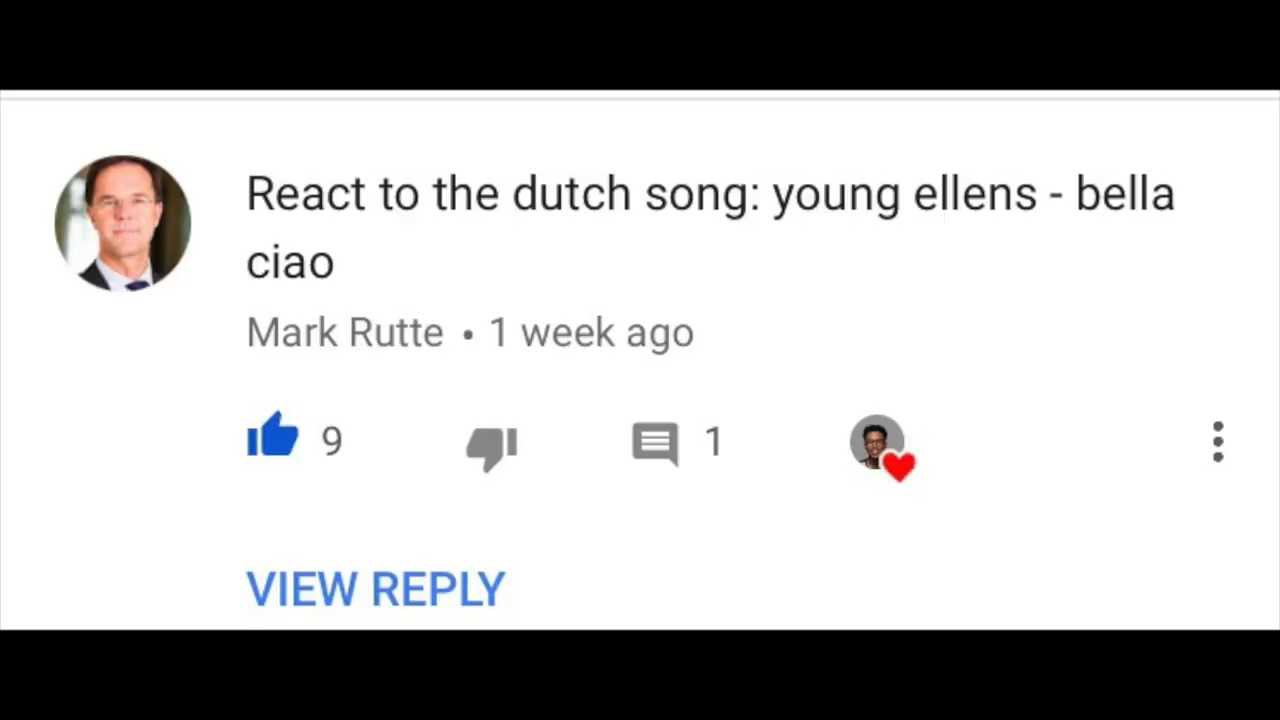 React to the dutch song: young ellens - bella
ciao
Mark Rutte • 1 week ago
9
1
VIEW REPLY